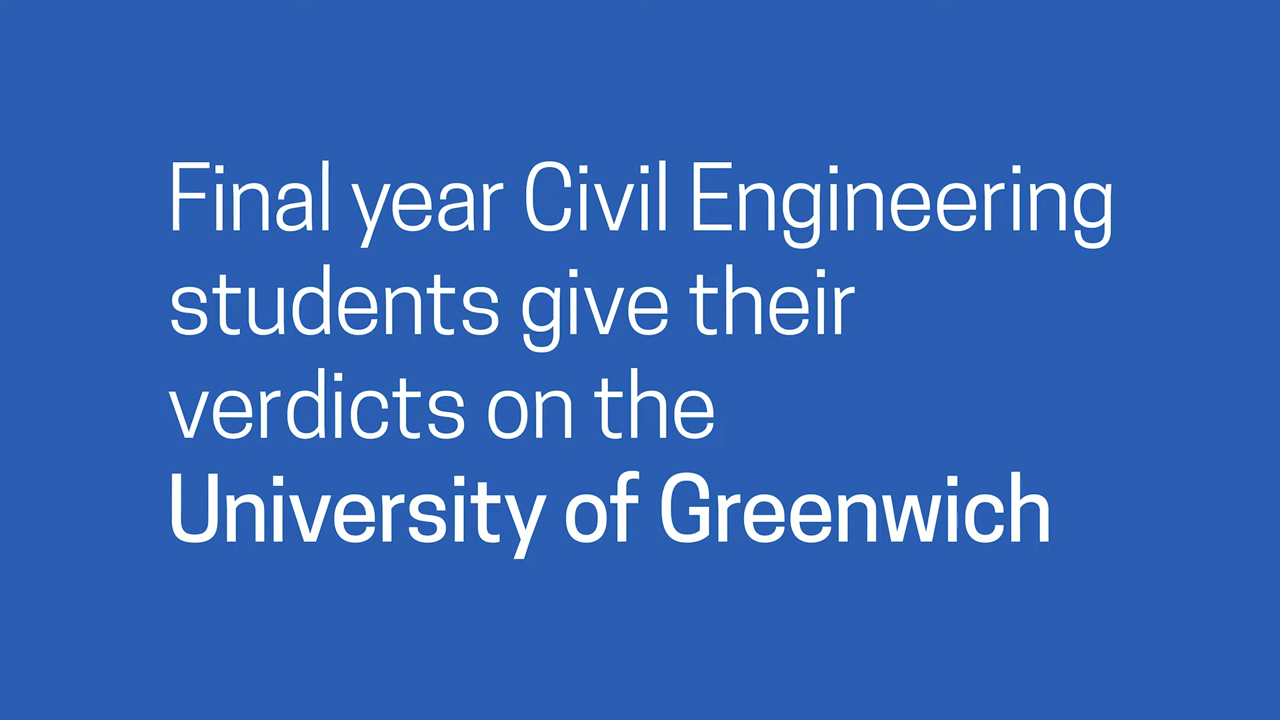 Final year Civil Engineering
students give their
verdicts on the
University of Greenwich